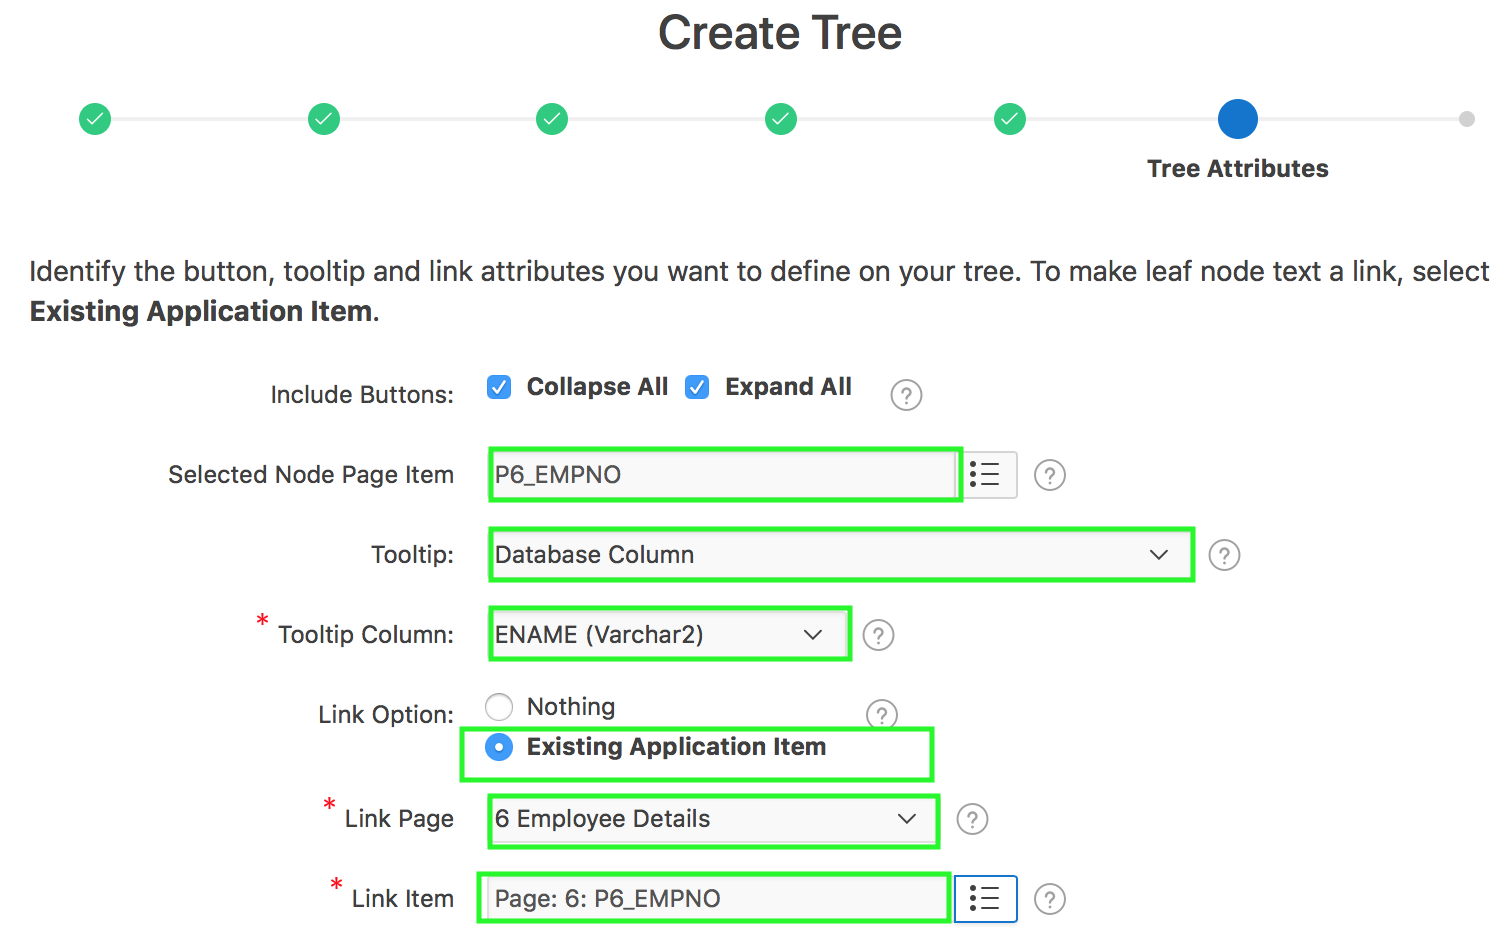 Create Tree
Tree Attributes
Identify the button, tooltip and link attributes you want to define on your tree. To make leaf node text a link, select
Existing Application Item.
Include Buttons: Collapse All Expand All ?
Selected Node Page Item P6_EMPNO ?
Tooltip: Database Column ?
* Tooltip Column: ENAME (Varchar2) ?
Link Option: Nothing ?
Existing Application Item
* Link Page 6 Employee Details ?
* Link Item Page: 6: P6_EMPNO ?